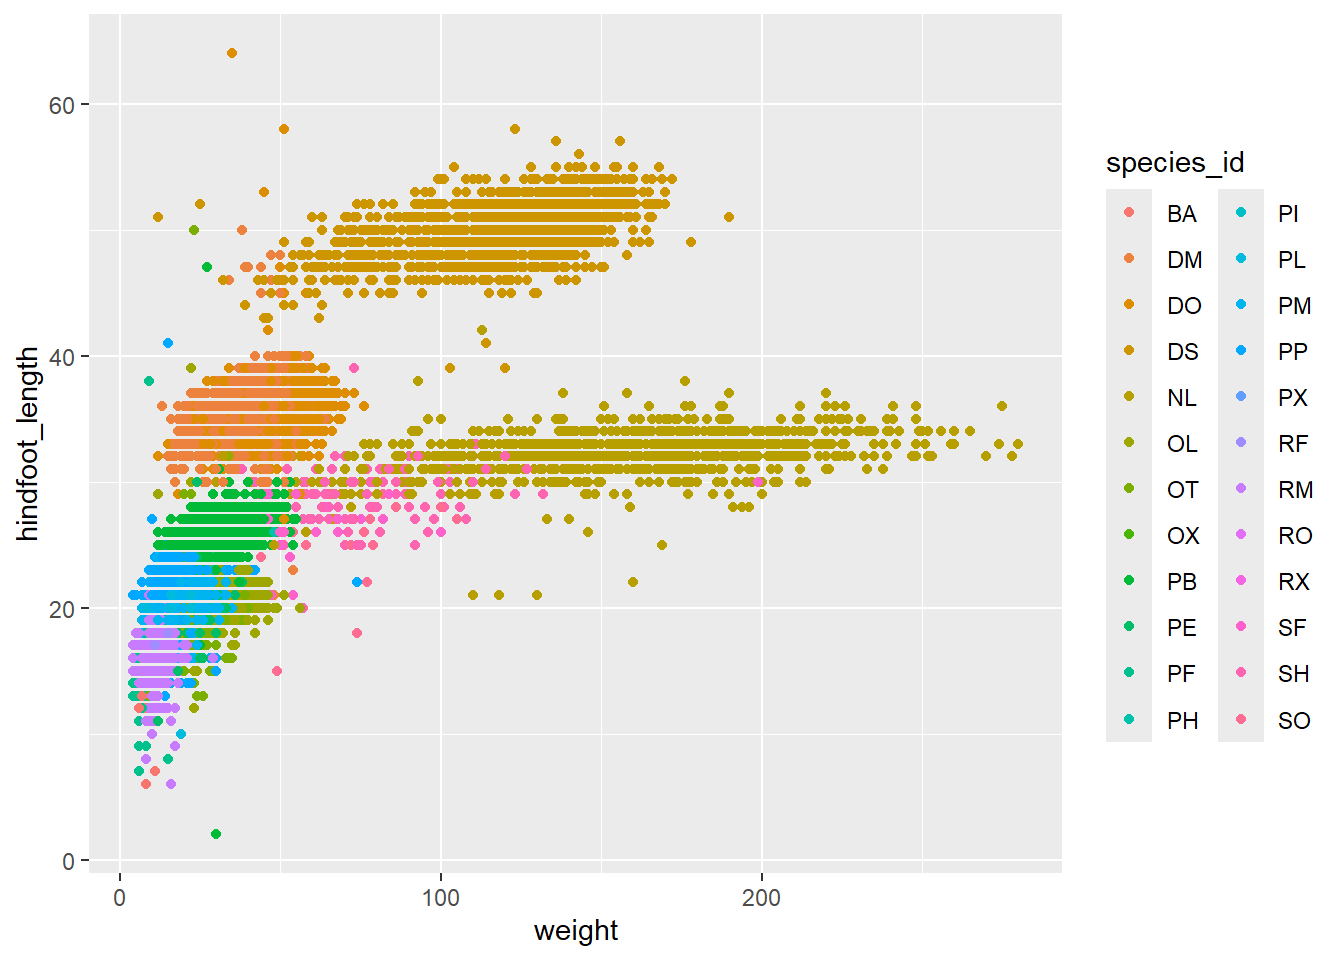 60
40
20
0
0 100 200
weight
hindfoot_length
species_id
BA PI
DM PL
DO PM
DS PP
NL PX
OL RF
OT RM
OX RO
PB RX
PE SF
PF SH
PH SO